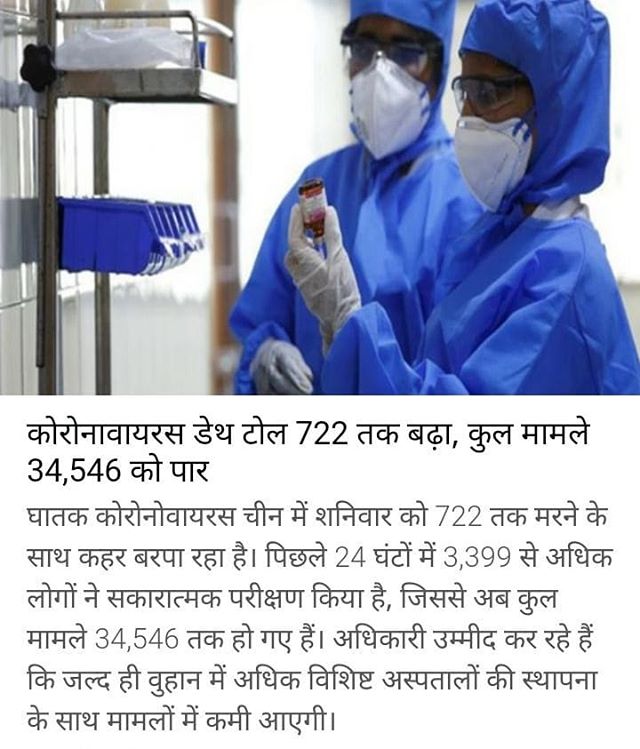 कोरोनावायरस डेथ टोल 722 तक बढ़ा, कुल मामले
34,546 को पार
घातक कोरोनोवायरस चीन में शनिवार को 722 तक मरने के
साथ कहर बरपा रहा है। पिछले 24 घंटों में 3,399 से अधिक
लोगों ने सकारात्मक परीक्षण किया है, जिससे अब कुल
मामले 34,546 तक हो गए हैं। अधिकारी उम्मीद कर रहे हैं
कि जल्द ही वुहान में अधिक विशिष्ट अस्पतालों की स्थापना
के साथ मामलों में कमी आएगी।